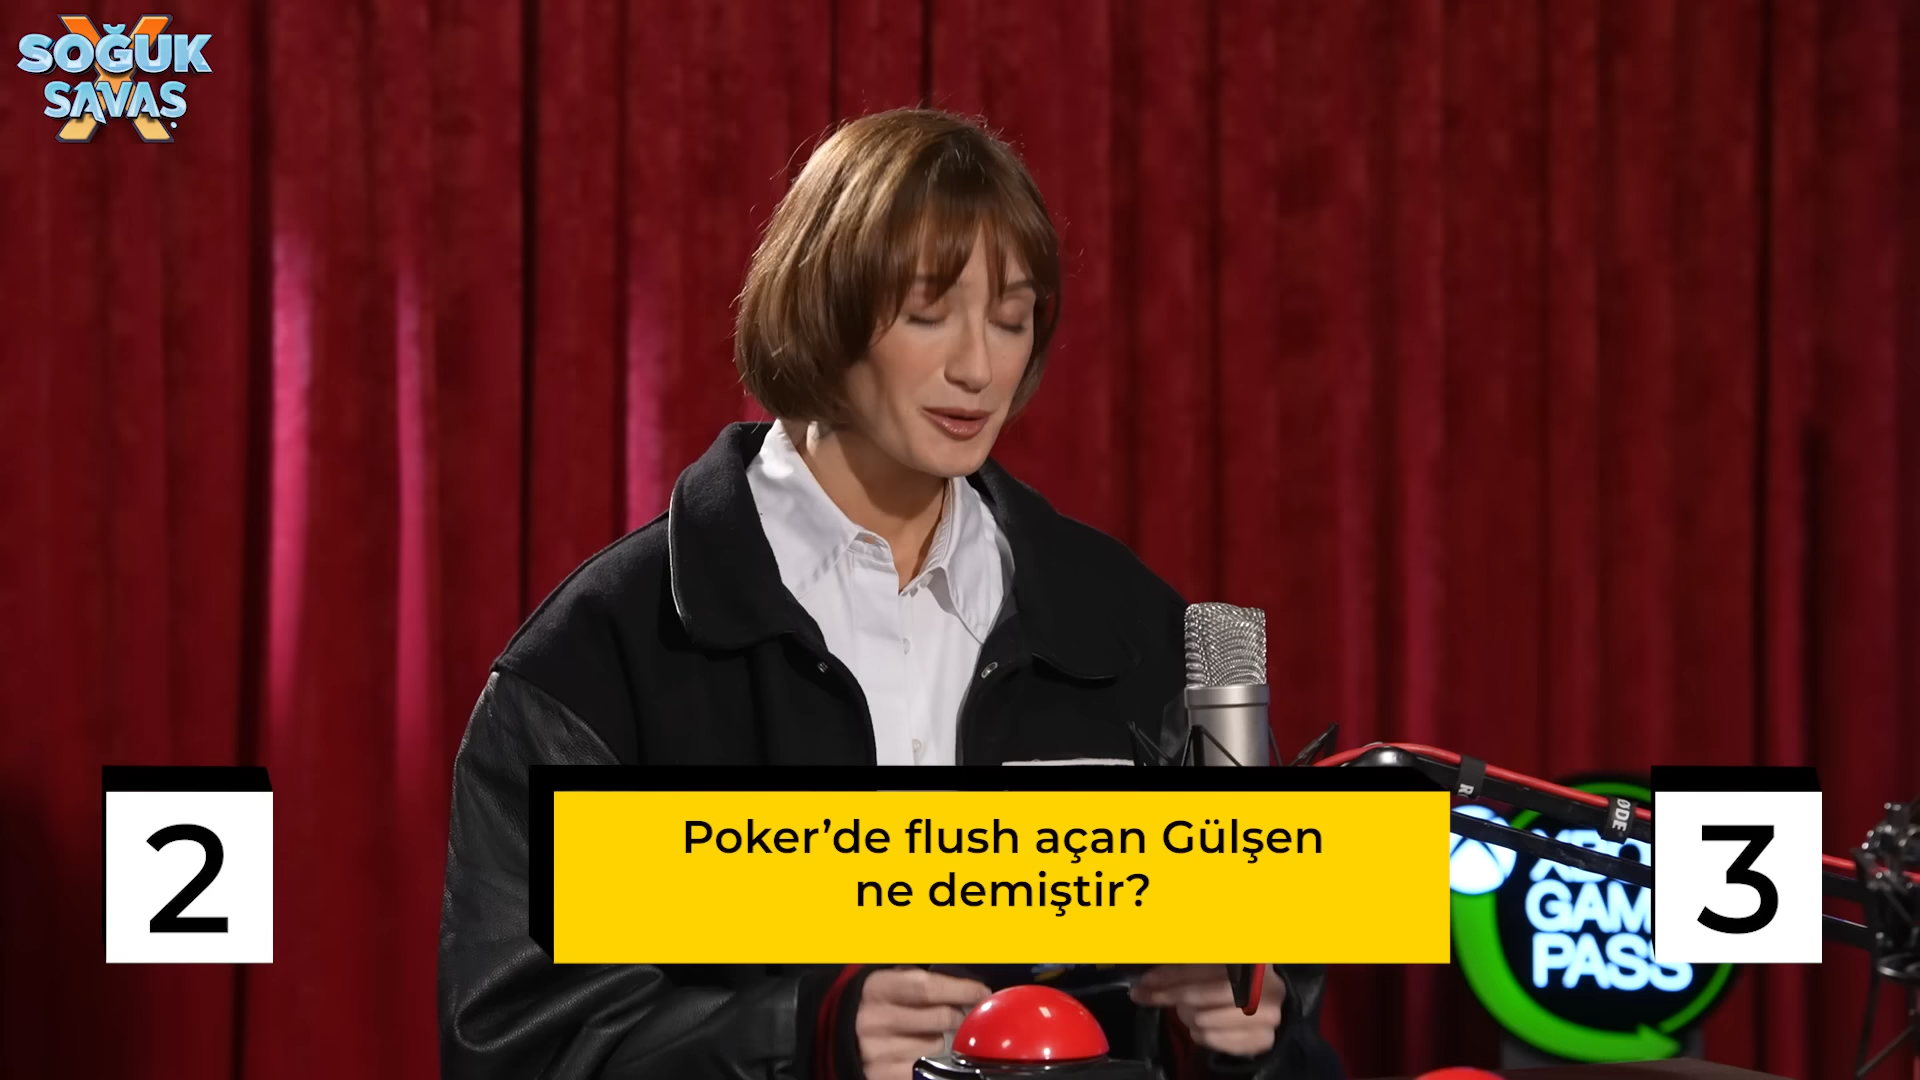 SOĞUK
SAVAŞ
X
2
Poker’de flush açan Gülşen
ne demiştir?
3
GAM
PASS